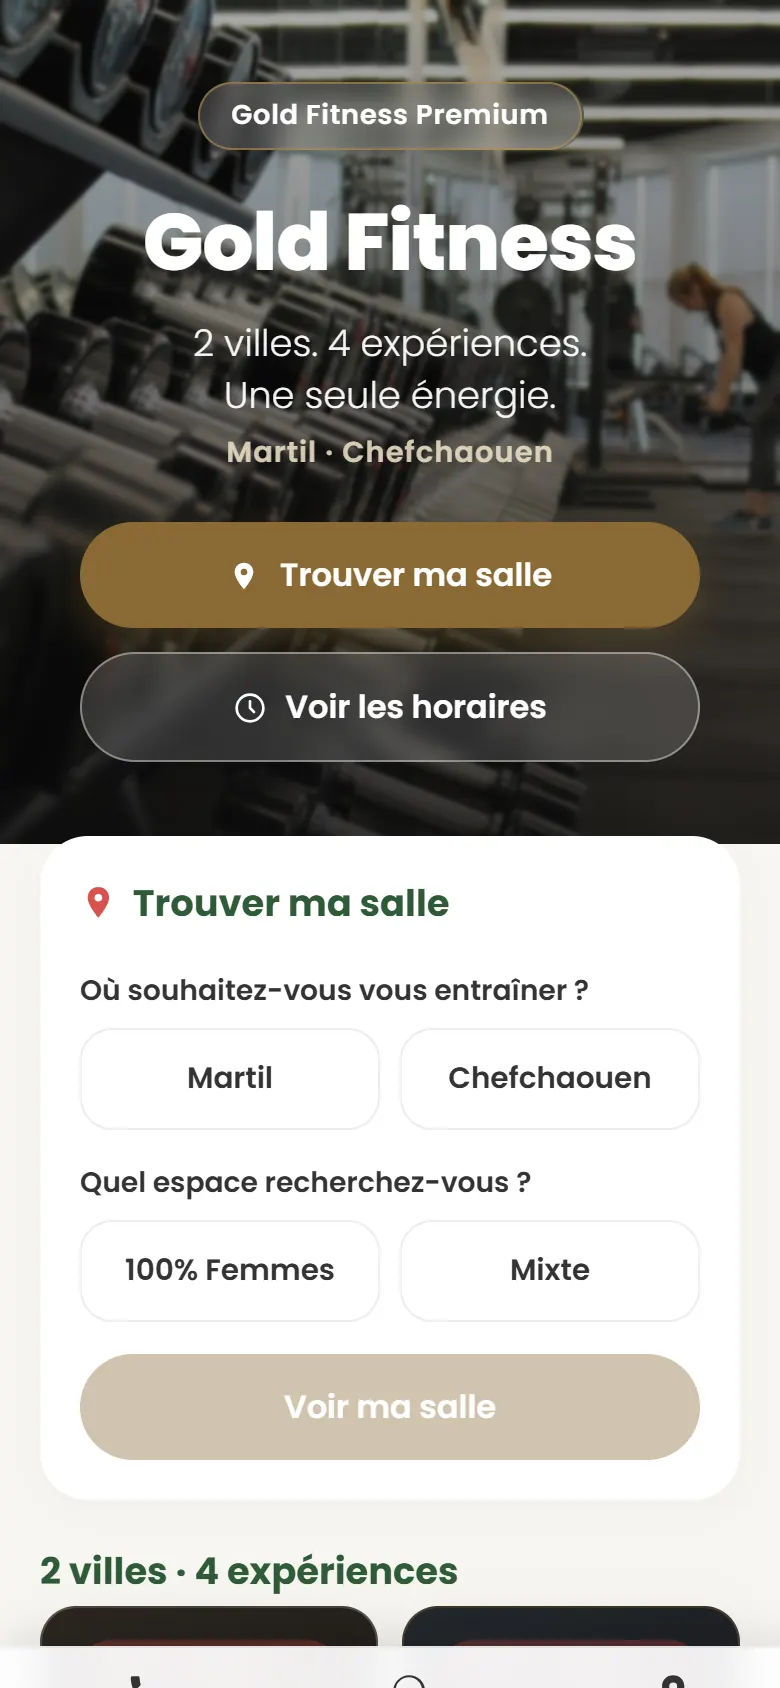 Gold Fitness Premium
Gold Fitness
2 villes. 4 expériences.
Une seule énergie.
Martil · Chefchaouen
Trouver ma salle
Voir les horaires
Trouver ma salle
Où souhaitez-vous vous entraîner ?
Martil
Chefchaouen
Quel espace recherchez-vous ?
100% Femmes
Mixte
Voir ma salle
2 villes · 4 expériences